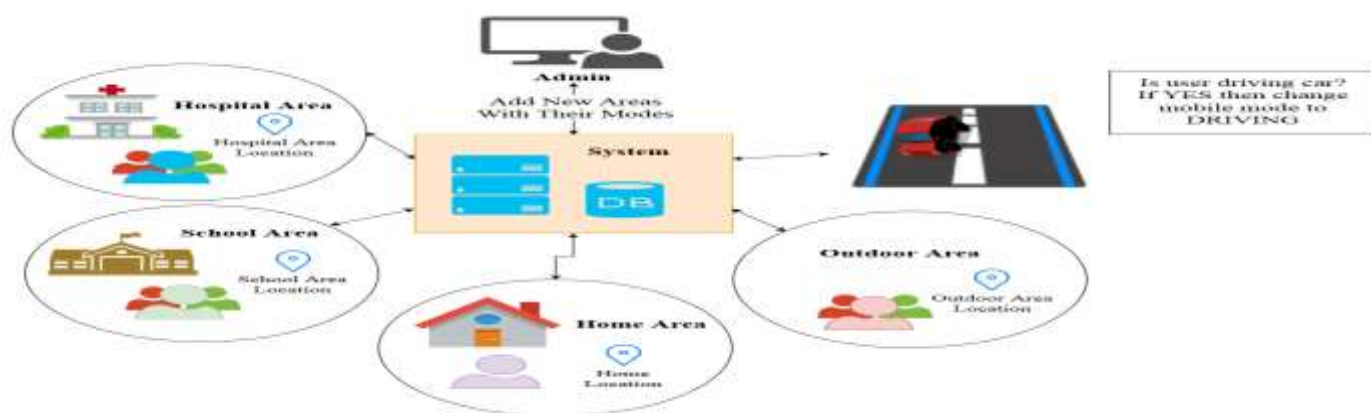 Admin
Add New Areas
With Their Modes
System
DB
Hospital Area
Hospital Area
Location
School Area
School Area
Location
Home Area
Home
Location
Outdoor Area
Outdoor Area
Location
Is user driving car?
If YES then change
mobile mode to
DRIVING